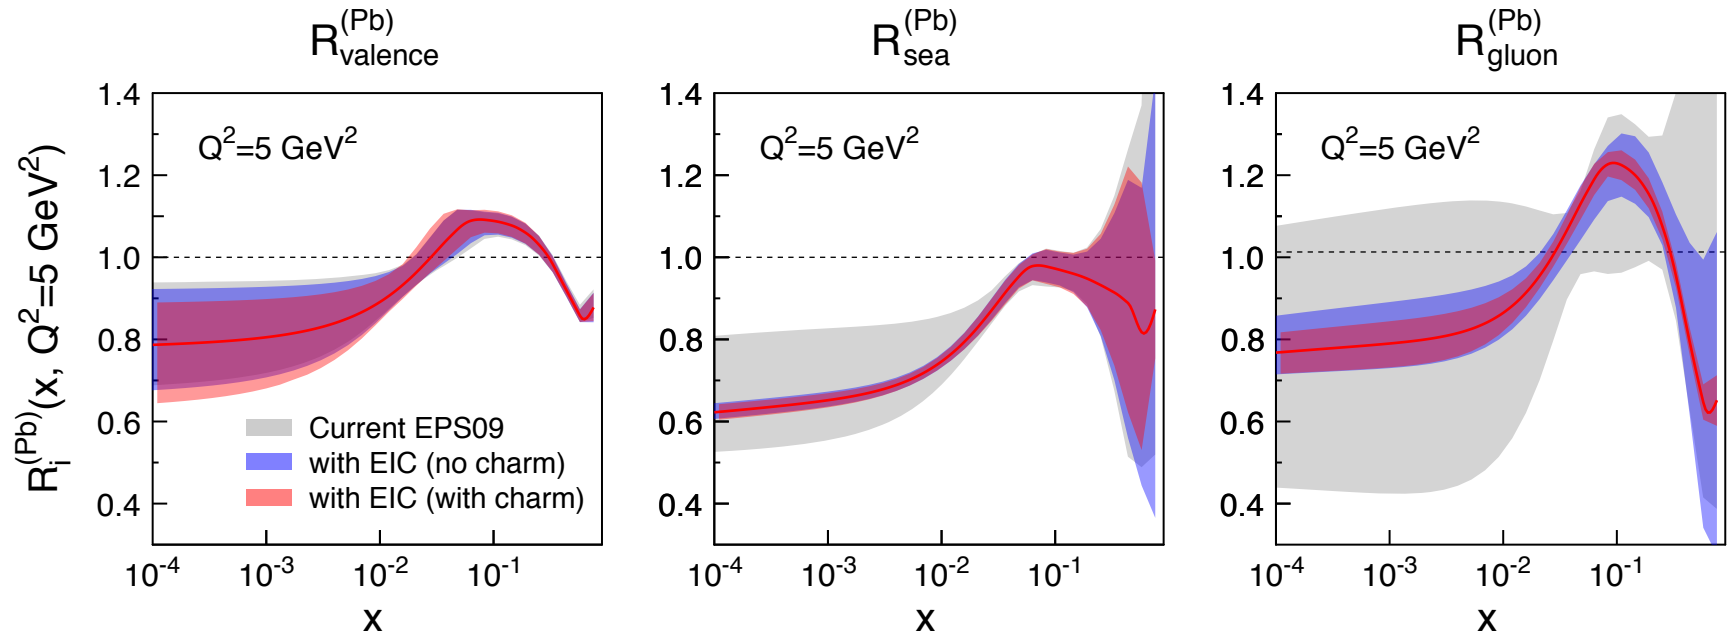 R_valence^(Pb)
R_sea^(Pb)
R_gluon^(Pb)
R_i^(Pb)(x, Q^2=5 GeV^2)
1.4
1.2
1.0
0.8
0.6
0.4
Q^2=5 GeV^2
Current EPS09
with EIC (no charm)
with EIC (with charm)
10^-4
10^-3
10^-2
10^-1
x
1.4
1.2
1.0
0.8
0.6
0.4
Q^2=5 GeV^2
10^-4
10^-3
10^-2
10^-1
x
1.4
1.2
1.0
0.8
0.6
0.4
Q^2=5 GeV^2
10^-4
10^-3
10^-2
10^-1
x